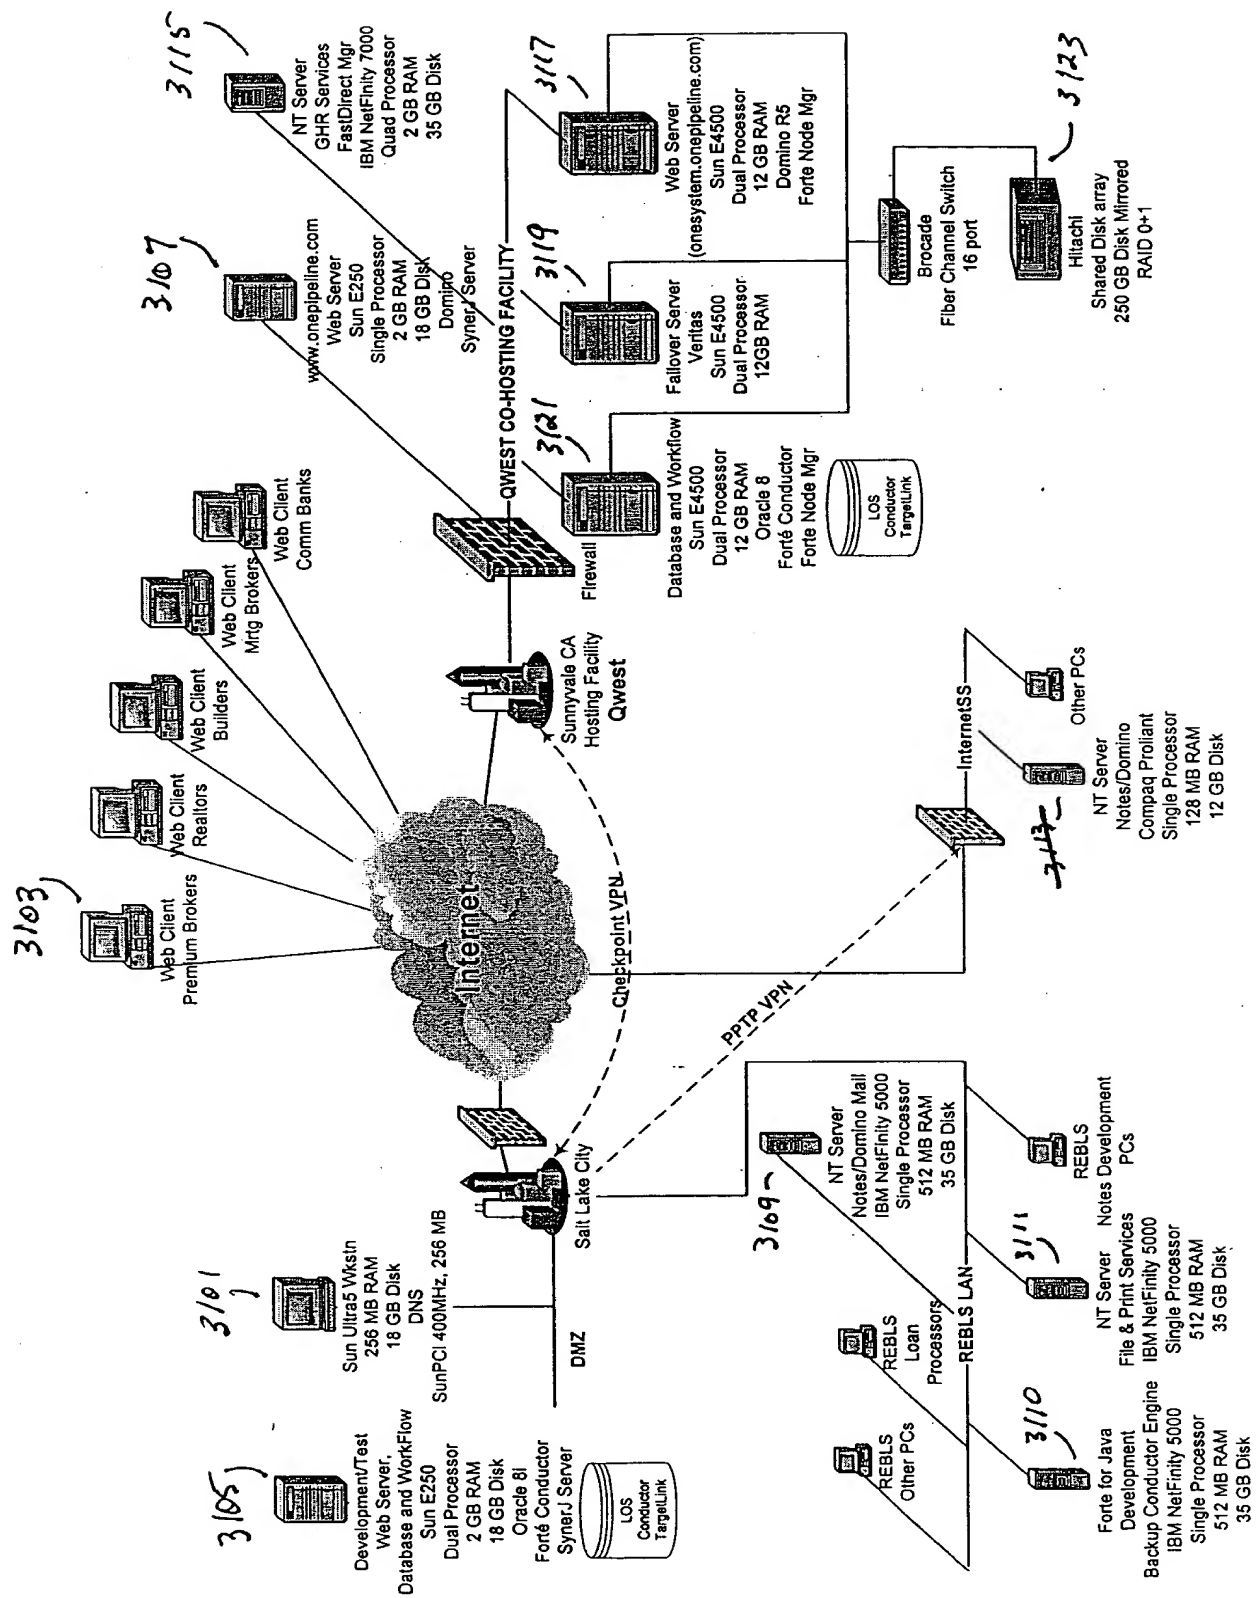 3115
NT Server
GHR Services
FastDirect Mgr
IBM NetFinity 7000
Quad Processor
2 GB RAM
35 GB Disk
3107
www.onepipeline.com
Web Server
Sun E250
Single Processor
2 GB RAM
18 GB Disk
Domino
SynerJ Server
Web Client
Comm Banks
Web Client
Mrtg Brokers
Web Client
Builders
Web Client
Realtors
3103
Web Client
Premium Brokers
3101
Sun Ultra5 Wkstn
256 MB RAM
18 GB Disk
DNS
SunPCI 400MHz, 256 MB
3105
Development/Test
Web Server,
Database and WorkFlow
Sun E250
Dual Processor
2 GB RAM
18 GB Disk
Oracle 8i
Forté Conductor
SynerJ Server
LOS
Conductor
TargetLink
DMZ
Salt Lake City
Internet
Checkpoint VPN
PPTP VPN
Sunnyvale CA
Hosting Facility
Qwest
Firewall
QWEST CO-HOSTING FACILITY
3117
Web Server
(onesystem.onepipeline.com)
Sun E4500
Dual Processor
12 GB RAM
Domino R5
Forte Node Mgr
3119
Failover Server
Veritas
Sun E4500
Dual Processor
12GB RAM
3121
Database and Workflow
Sun E4500
Dual Processor
12 GB RAM
Oracle 8
Forté Conductor
Forte Node Mgr
LOS
Conductor
TargetLink
Brocade
Fiber Channel Switch
16 port
3123
Hitachi
Shared Disk array
250 GB Disk Mirrored
RAID 0+1
InternetSS
Other PCs
3113
NT Server
Notes/Domino
Compaq Proliant
Single Processor
128 MB RAM
12 GB Disk
3109
NT Server
Notes/Domino Mail
IBM NetFinity 5000
Single Processor
512 MB RAM
35 GB Disk
REBLS LAN
REBLS
Notes Development
PCs
3111
NT Server
File & Print Services
IBM NetFinity 5000
Single Processor
512 MB RAM
35 GB Disk
REBLS
Loan
Processors
REBLS
Other PCs
3110
Forte for Java
Development
Backup Conductor Engine
IBM NetFinity 5000
Single Processor
512 MB RAM
35 GB Disk